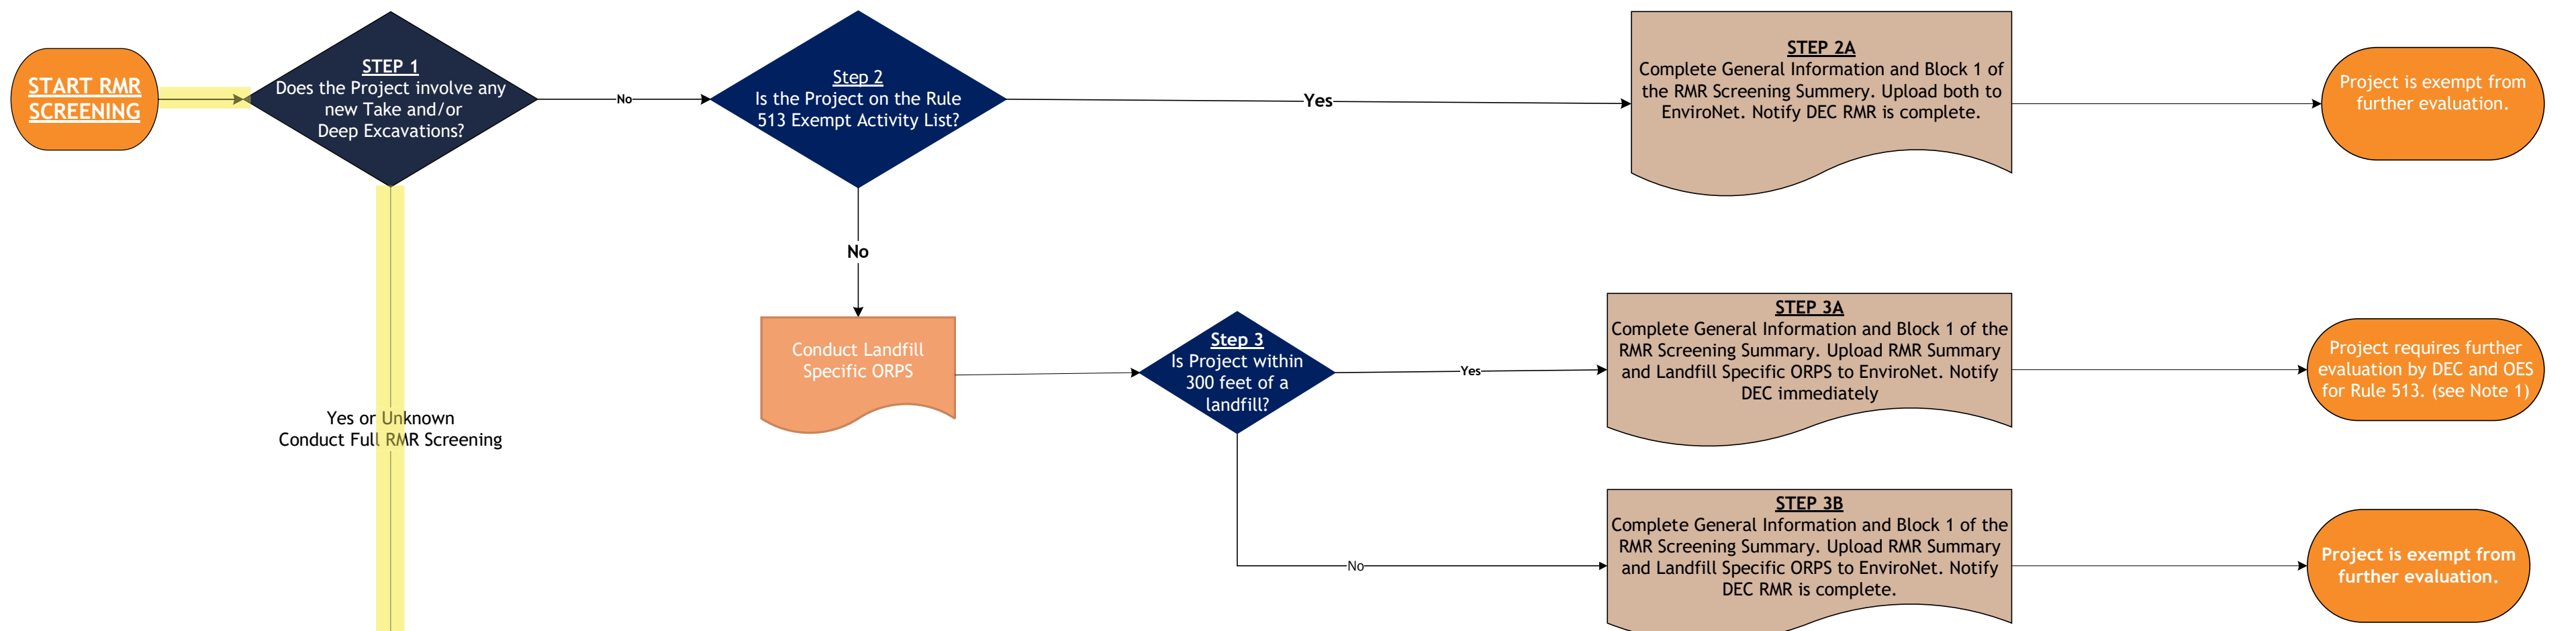 START RMR
SCREENING
STEP 1
Does the Project involve any
new Take and/or
Deep Excavations?
No
Step 2
Is the Project on the Rule
513 Exempt Activity List?
Yes
STEP 2A
Complete General Information and Block 1 of
the RMR Screening Summery. Upload both to
EnviroNet. Notify DEC RMR is complete.
Project is exempt from
further evaluation.
No
Yes or Unknown
Conduct Full RMR Screening
Conduct Landfill
Specific ORPS
Step 3
Is Project within
300 feet of a
landfill?
Yes
STEP 3A
Complete General Information and Block 1 of the
RMR Screening Summary. Upload RMR Summary
and Landfill Specific ORPS to EnviroNet. Notify
DEC immediately
Project requires further
evaluation by DEC and OES
for Rule 513. (see Note 1)
No
STEP 3B
Complete General Information and Block 1 of the
RMR Screening Summary. Upload RMR Summary
and Landfill Specific ORPS to EnviroNet. Notify
DEC RMR is complete.
Project is exempt from
further evaluation.